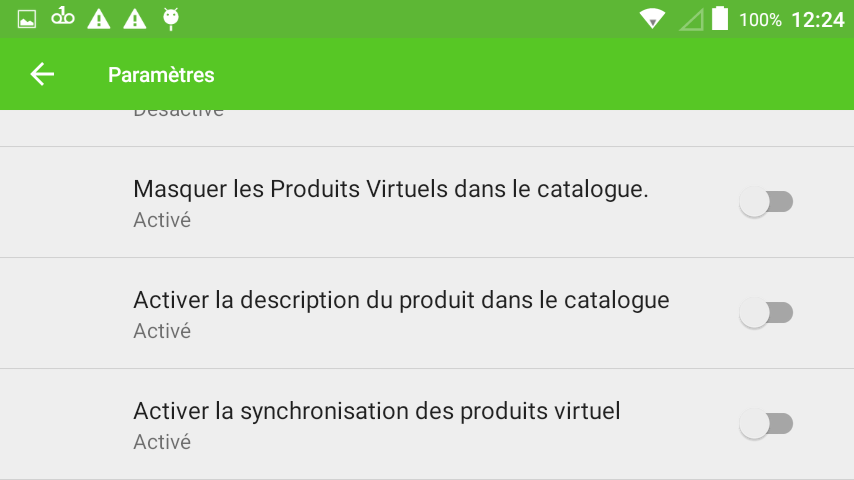 100% 12:24
Paramètres
Désactivé
Masquer les Produits Virtuels dans le catalogue.
Activé
Activer la description du produit dans le catalogue
Activé
Activer la synchronisation des produits virtuel
Activé